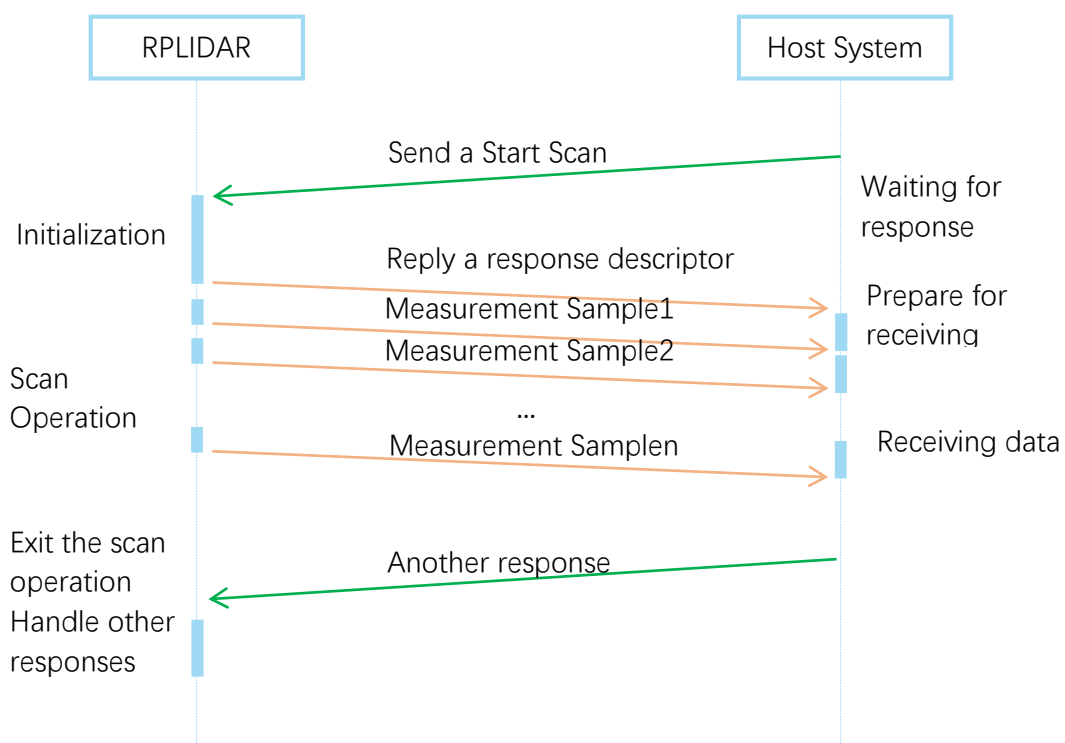 RPLIDAR
Host System
Send a Start Scan
Waiting for
response
Initialization
Reply a response descriptor
Prepare for
receiving
Measurement Sample1
Measurement Sample2
Scan
Operation
...
Measurement Samplen
Receiving data
Exit the scan
operation
Another response
Handle other
responses